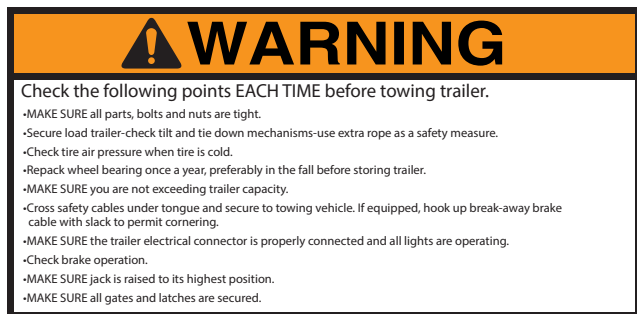 WARNING
Check the following points EACH TIME before towing trailer.
•MAKE SURE all parts, bolts and nuts are tight.
•Secure load trailer-check tilt and tie down mechanisms-use extra rope as a safety measure.
•Check tire air pressure when tire is cold.
•Repack wheel bearing once a year, preferably in the fall before storing trailer.
•MAKE SURE you are not exceeding trailer capacity.
•Cross safety cables under tongue and secure to towing vehicle. If equipped, hook up break-away brake
cable with slack to permit cornering.
•MAKE SURE the trailer electrical connector is properly connected and all lights are operating.
•Check brake operation.
•MAKE SURE jack is raised to its highest position.
•MAKE SURE all gates and latches are secured.